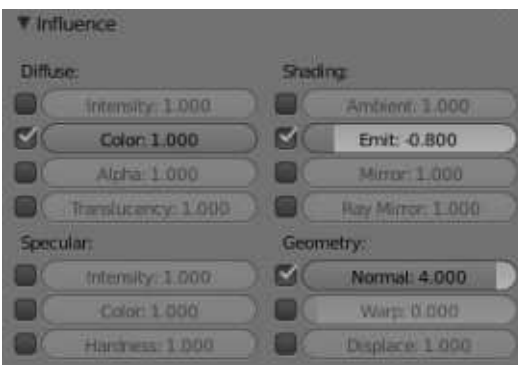 Influence
Diffuse:
Intensity: 1.000
Color: 1.000
Alpha: 1.000
Translucency: 1.000
Specular:
Intensity: 1.000
Color: 1.000
Hardness: 1.000
Shading:
Ambient: 1.000
Emit: -0.800
Mirror: 1.000
Ray Mirror: 1.000
Geometry:
Normal: 4.000
Warp: 0.000
Displace: 1.000